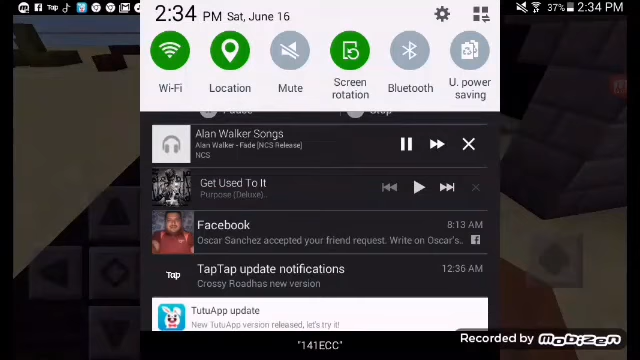 37% 2:34 PM
2:34 PM Sat, June 16
Wi-Fi
Location
Mute
Screen rotation
Bluetooth
U. power saving
Alan Walker Songs
Alan Walker - Fade [NCS Release]
NCS
Get Used To It
Purpose (Deluxe)..
Facebook 8:13 AM
Oscar Sanchez accepted your friend request. Write on Oscar's..
Tap TapTap update notifications 12:36 AM
Crossy Roadhas new version
TutuApp update
New TutuApp version released, let's try it!
"141ECC"
Recorded by mobizen